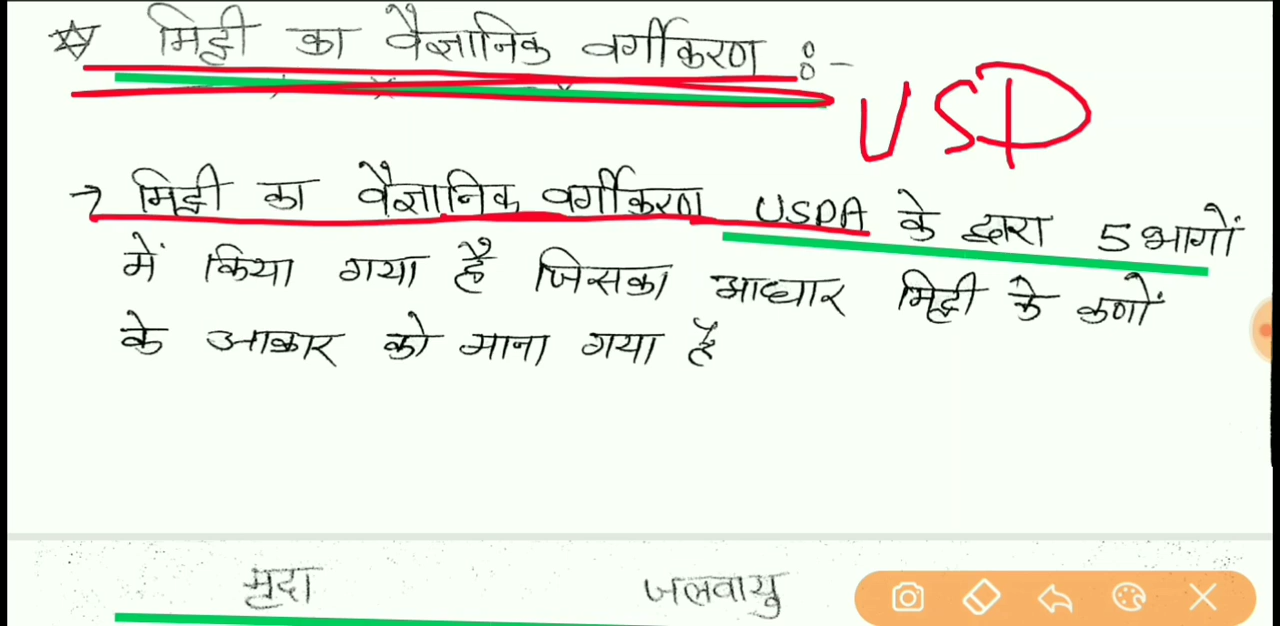 ☆ मिट्टी का वैज्ञानिक वर्गीकरण :-
USD
→ मिट्टी का वैज्ञानिक वर्गीकरण USDA के द्वारा 5 भागों
में किया गया है जिसका आधार मिट्टी के कणों
के आकार को माना गया है
मृदा जलवायु